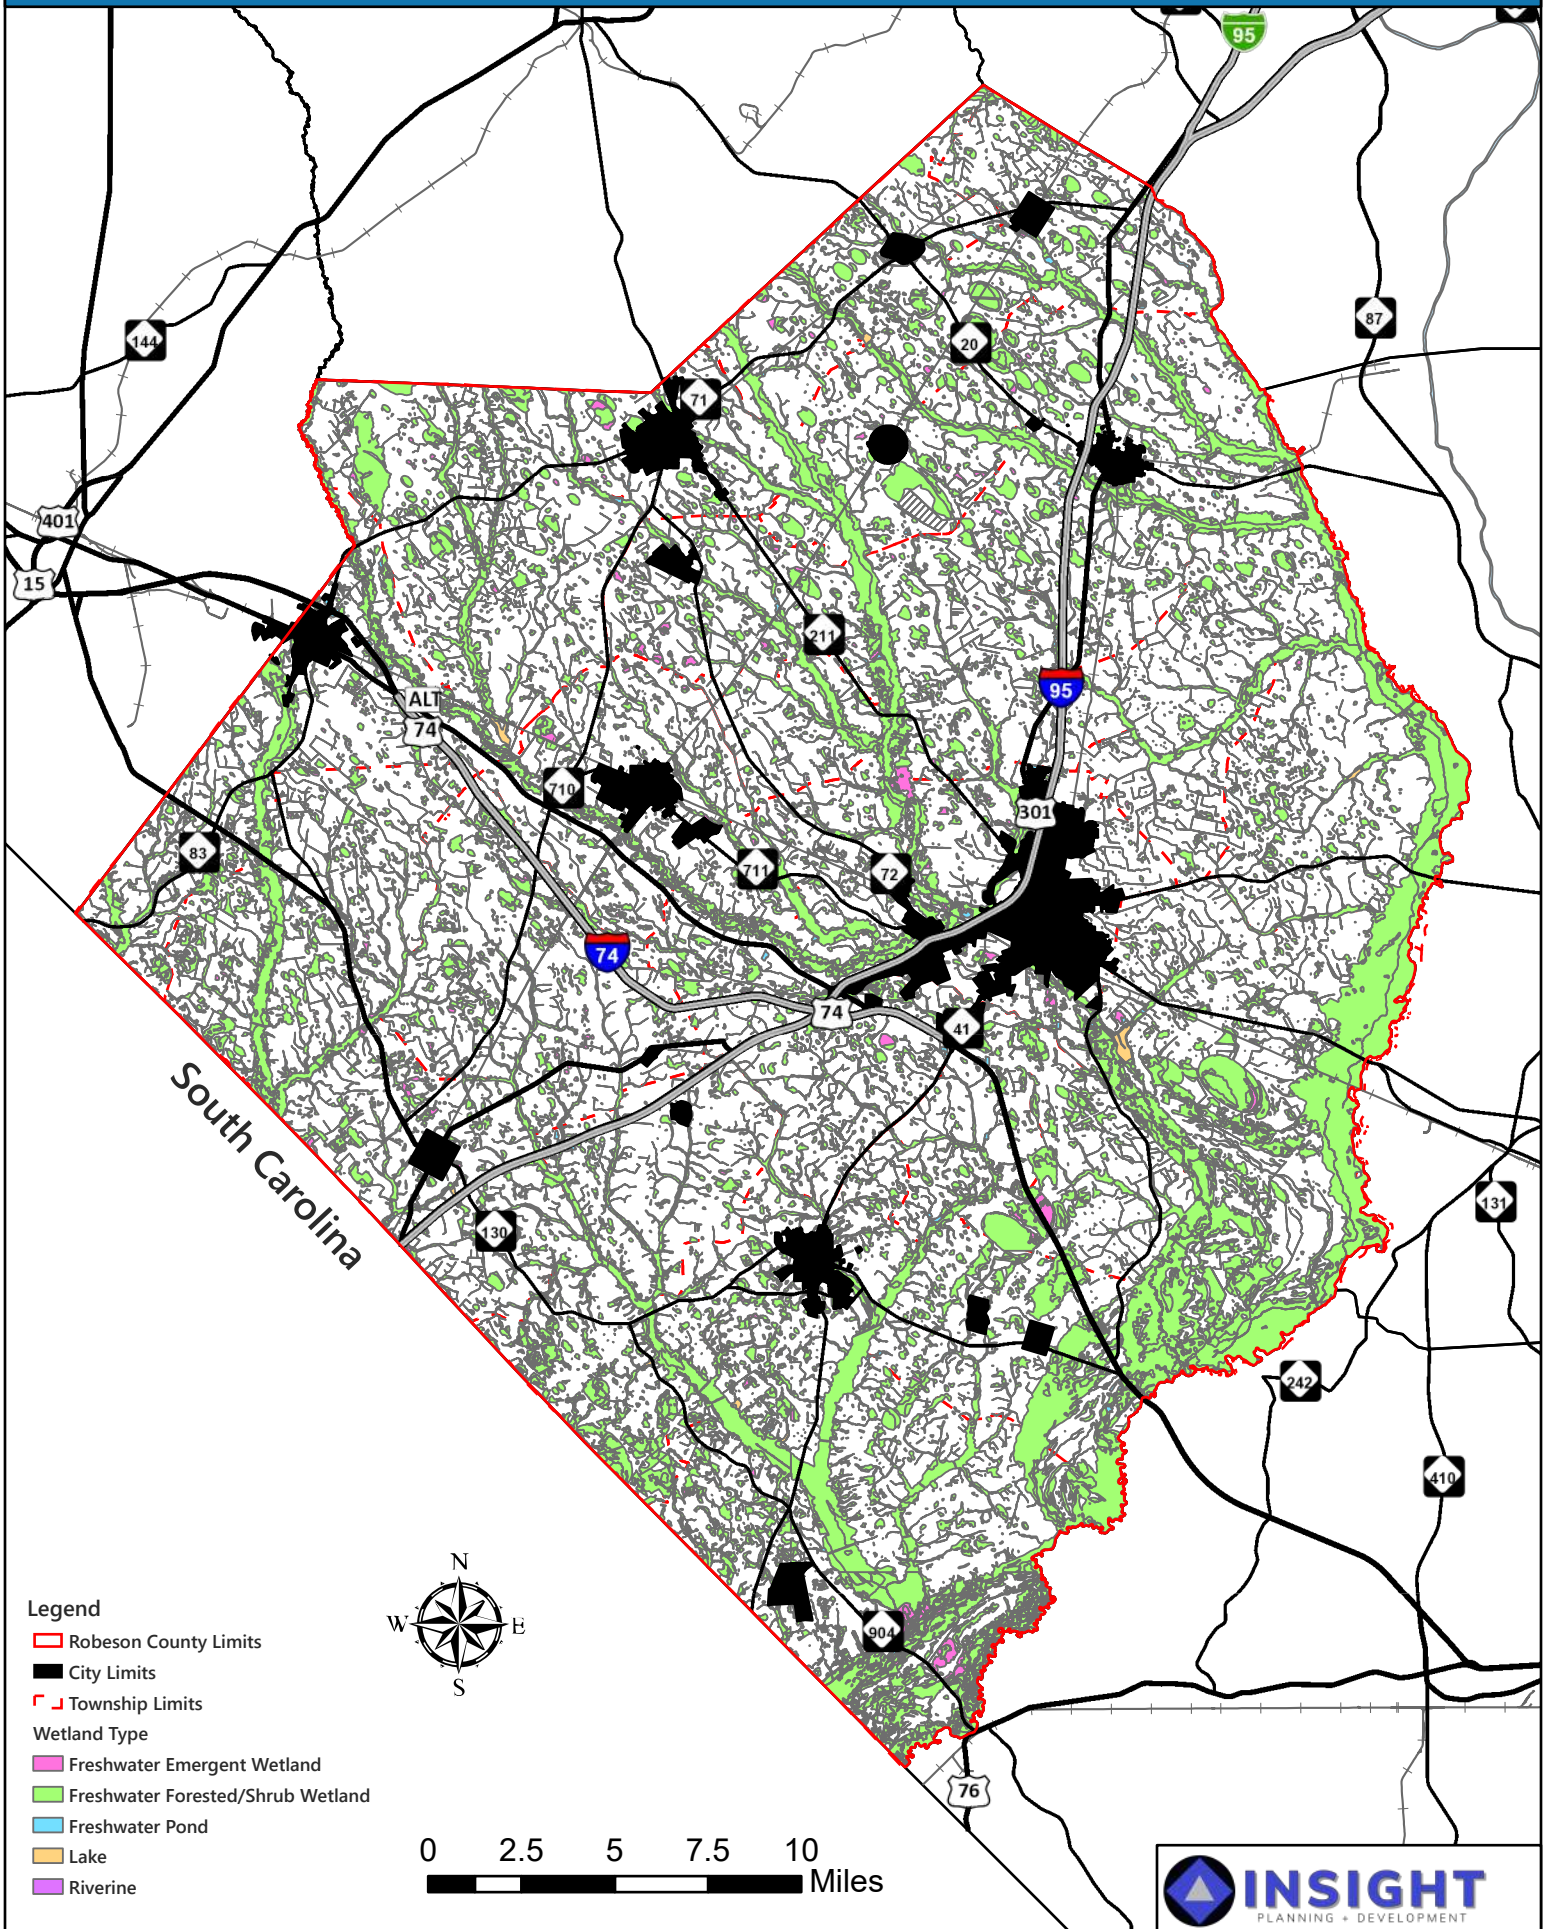 95
87
20
144
71
401
15
211
ALT
74
95
710
301
83
711
72
74
74
41
South Carolina
130
131
242
410
904
76
N
W
E
S
Legend
Robeson County Limits
City Limits
Township Limits
Wetland Type
Freshwater Emergent Wetland
Freshwater Forested/Shrub Wetland
Freshwater Pond
Lake
Riverine
0 2.5 5 7.5 10
Miles
INSIGHT
PLANNING + DEVELOPMENT